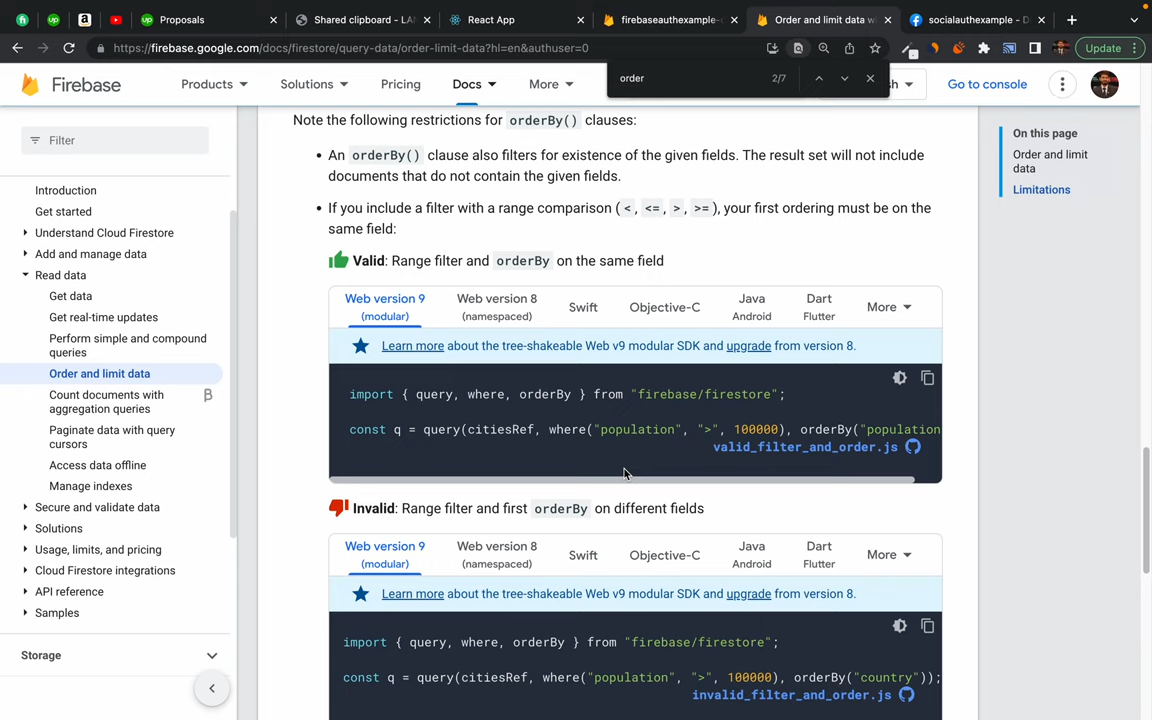 Proposals
Shared clipboard - LAN
React App
firebaseauthexample-
Order and limit data w
socialauthexample - D
https://firebase.google.com/docs/firestore/query-data/order-limit-data?hl=en&authuser=0
Update
order
2/7
Firebase
Products
Solutions
Pricing
Docs
More
Go to console
Filter
Introduction
Get started
Understand Cloud Firestore
Add and manage data
Read data
Get data
Get real-time updates
Perform simple and compound
queries
Order and limit data
Count documents with
aggregation queries
Paginate data with query
cursors
Access data offline
Manage indexes
Secure and validate data
Solutions
Usage, limits, and pricing
Cloud Firestore integrations
API reference
Samples
Storage
Note the following restrictions for orderBy() clauses:
• An orderBy() clause also filters for existence of the given fields. The result set will not include
documents that do not contain the given fields.
• If you include a filter with a range comparison (<, <=, >, >=), your first ordering must be on the
same field:
Valid: Range filter and orderBy on the same field
Web version 9
(modular)
Web version 8
(namespaced)
Swift
Objective-C
Java
Android
Dart
Flutter
More
Learn more about the tree-shakeable Web v9 modular SDK and upgrade from version 8.
import { query, where, orderBy } from "firebase/firestore";
const q = query(citiesRef, where("population", ">", 100000), orderBy("population
valid_filter_and_order.js
Invalid: Range filter and first orderBy on different fields
Web version 9
(modular)
Web version 8
(namespaced)
Swift
Objective-C
Java
Android
Dart
Flutter
More
Learn more about the tree-shakeable Web v9 modular SDK and upgrade from version 8.
import { query, where, orderBy } from "firebase/firestore";
const q = query(citiesRef, where("population", ">", 100000), orderBy("country"));
invalid_filter_and_order.js
On this page
Order and limit
data
Limitations